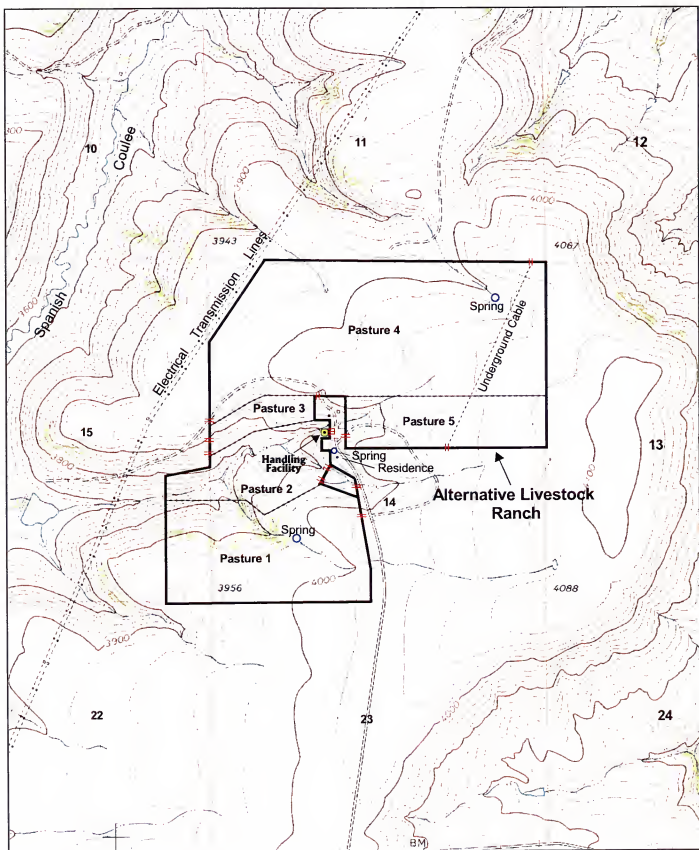 10
Spanish Coulee
3600
900
11
12
4000
3943
4067
Electrical Transmission Lines
Spring
Pasture 4
Underground Cable
Pasture 3
Pasture 5
15
13
Handling
Facility
Spring
Residence
Pasture 2
14
Alternative Livestock
Ranch
Spring
Pasture 1
3956
4000
4088
3900
22
23
24
BM